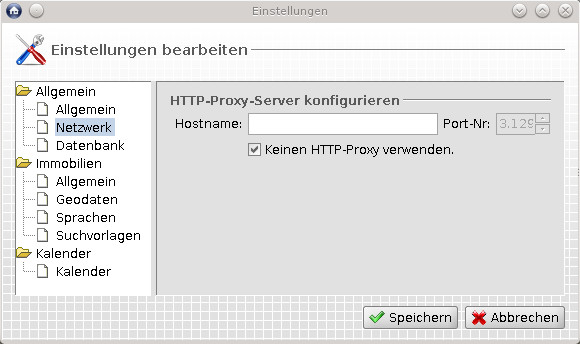 Einstellungen
Einstellungen bearbeiten
Allgemein
Allgemein
Netzwerk
Datenbank
Immobilien
Allgemein
Geodaten
Sprachen
Suchvorlagen
Kalender
Kalender
HTTP-Proxy-Server konfigurieren
Hostname: Port-Nr: 3.129
Keinen HTTP-Proxy verwenden.
Speichern Abbrechen